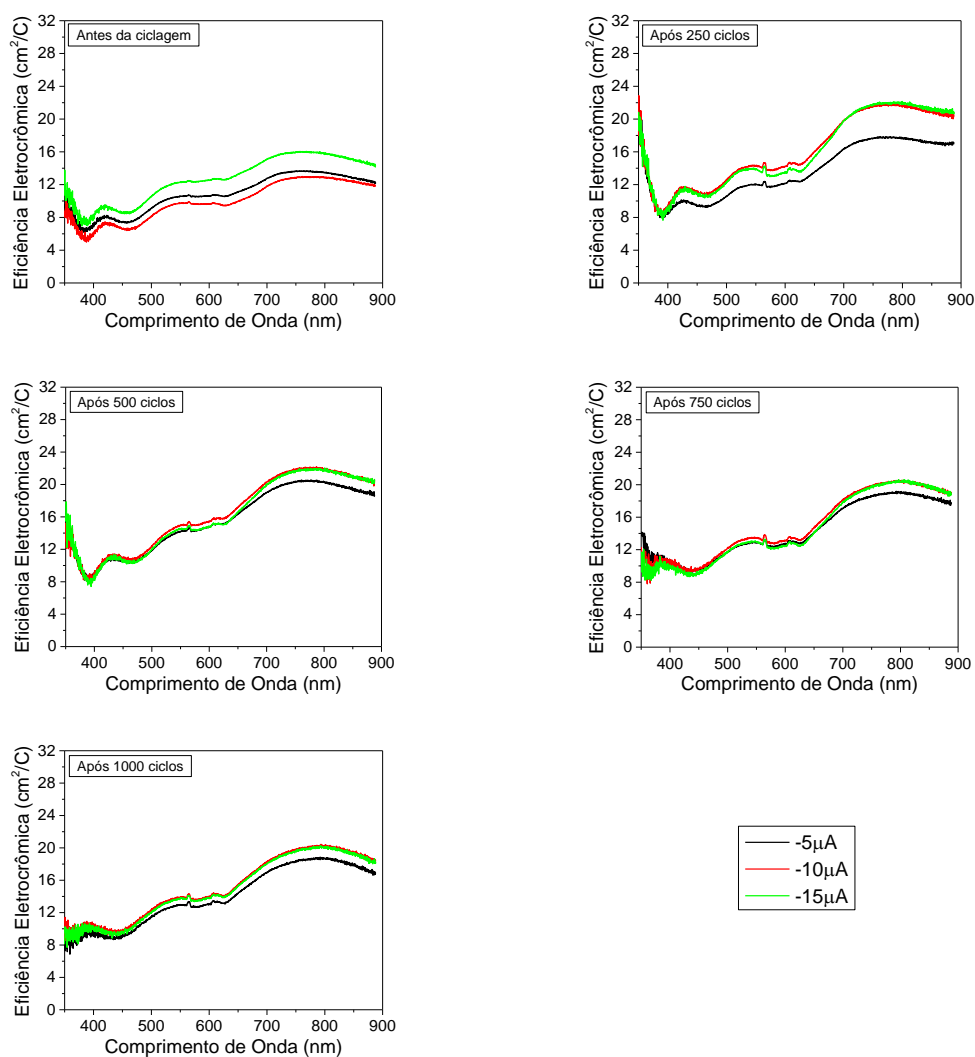 Antes da ciclagem
Eficiência Eletrocrômica (cm²/C)
32
28
24
20
16
12
8
4
0
400 500 600 700 800 900
Comprimento de Onda (nm)
Após 250 ciclos
Eficiência Eletrocrômica (cm²/C)
32
28
24
20
16
12
8
4
0
400 500 600 700 800 900
Comprimento de Onda (nm)
Após 500 ciclos
Eficiência Eletrocrômica (cm²/C)
32
28
24
20
16
12
8
4
0
400 500 600 700 800 900
Comprimento de Onda (nm)
Após 750 ciclos
Eficiência Eletrocrômica (cm²/C)
32
28
24
20
16
12
8
4
0
400 500 600 700 800 900
Comprimento de Onda (nm)
Após 1000 ciclos
Eficiência Eletrocrômica (cm²/C)
32
28
24
20
16
12
8
4
0
400 500 600 700 800 900
Comprimento de Onda (nm)
-5μA
-10μA
-15μA